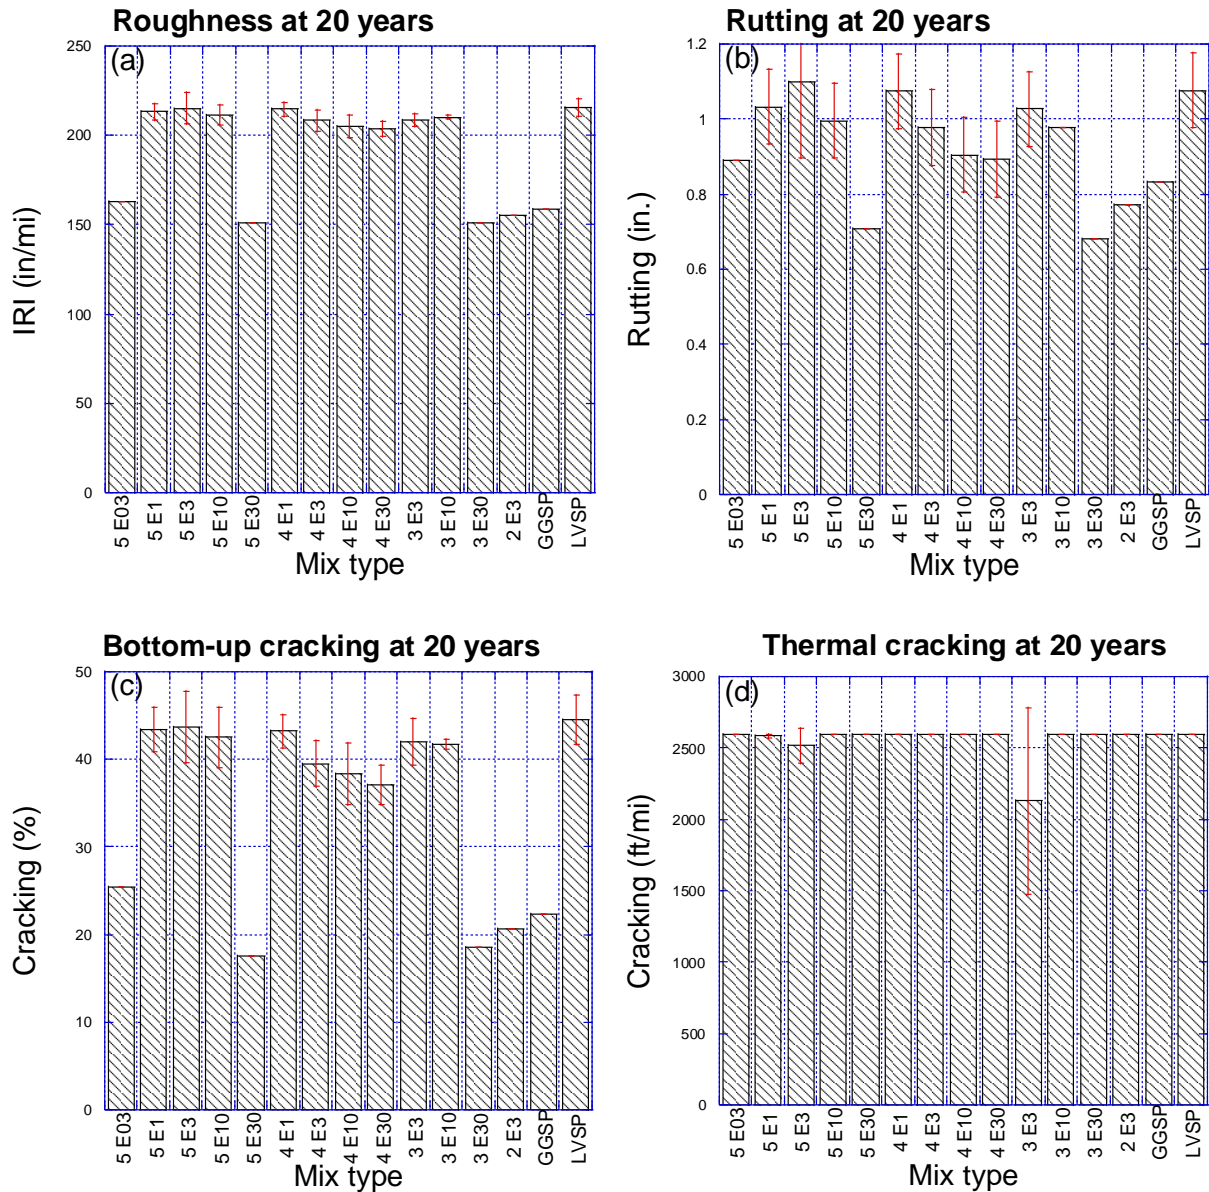 Roughness at 20 years
(a)
250
200
150
100
50
0
IRI (in/mi)
5 E03
5 E1
5 E3
5 E10
5 E30
4 E1
4 E3
4 E10
4 E30
3 E3
3 E10
3 E30
2 E3
GGSP
LVSP
Mix type
Rutting at 20 years
(b)
1.2
1
0.8
0.6
0.4
0.2
0
Rutting (in.)
5 E03
5 E1
5 E3
5 E10
5 E30
4 E1
4 E3
4 E10
4 E30
3 E3
3 E10
3 E30
2 E3
GGSP
LVSP
Mix type
Bottom-up cracking at 20 years
(c)
50
40
30
20
10
0
Cracking (%)
5 E03
5 E1
5 E3
5 E10
5 E30
4 E1
4 E3
4 E10
4 E30
3 E3
3 E10
3 E30
2 E3
GGSP
LVSP
Mix type
Thermal cracking at 20 years
(d)
3000
2500
2000
1500
1000
500
0
Cracking (ft/mi)
5 E03
5 E1
5 E3
5 E10
5 E30
4 E1
4 E3
4 E10
4 E30
3 E3
3 E10
3 E30
2 E3
GGSP
LVSP
Mix type